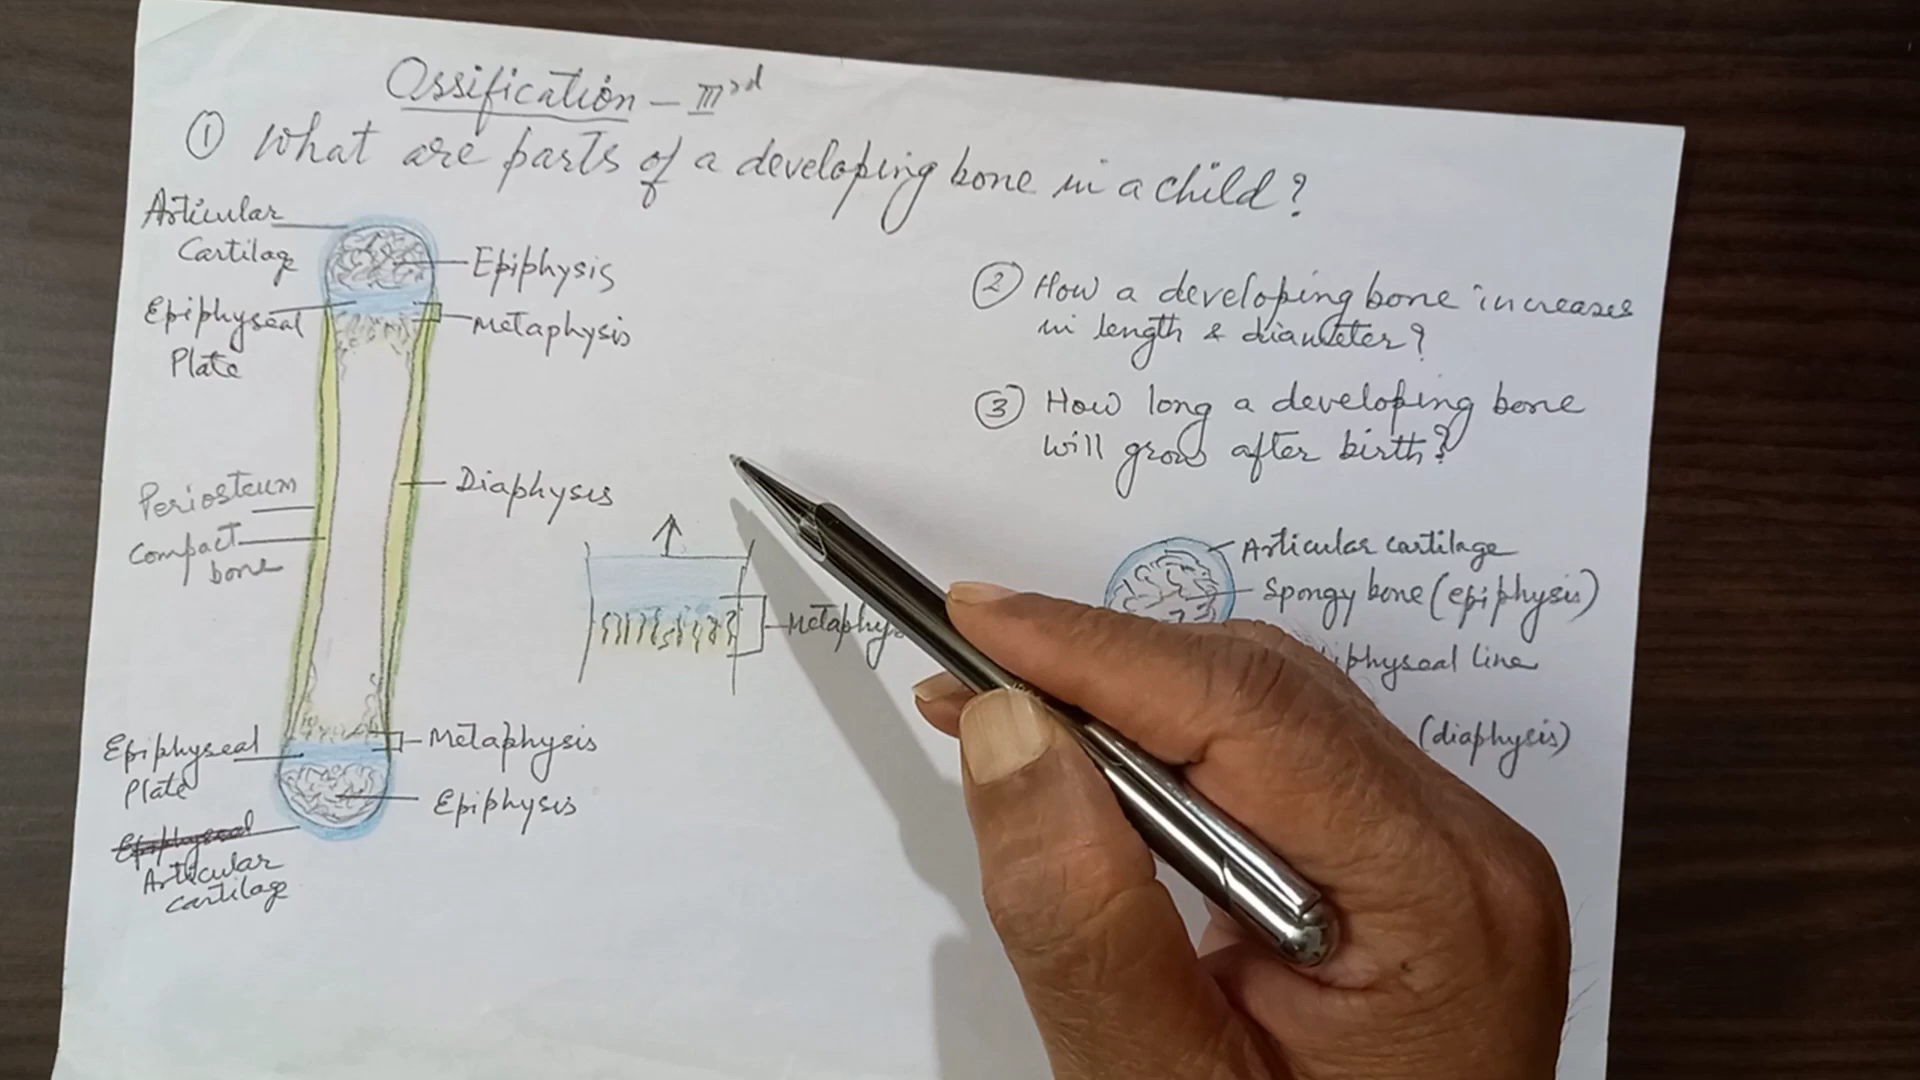 Ossification - IIIrd
① What are parts of a developing bone in a child?
Articular
Cartilage
Epiphysis
Epiphyseal
Plate
Metaphysis
Periosteum
Compact
bone
Diaphysis
Epiphyseal
Plate
Metaphysis
Epiphysis
Articular
cartilage
Metaphys
② How a developing bone increases
in length & diameter?
③ How long a developing bone
will grow after birth?
Articular cartilage
Spongy bone (epiphysis)
iphyseal line
(diaphysis)